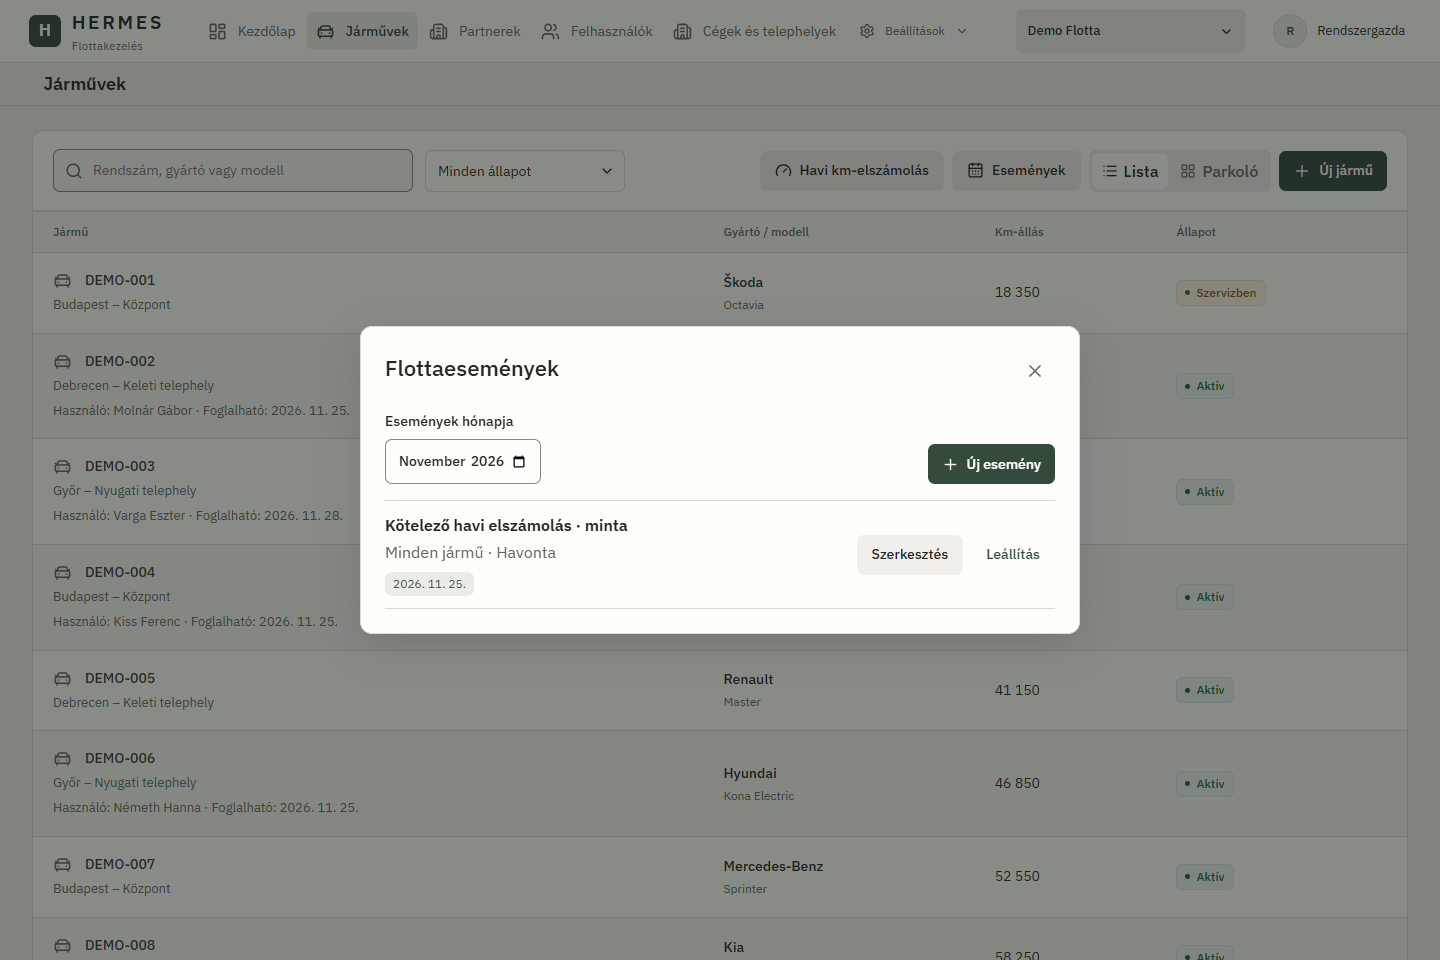 H
HERMES
Flottakezelés
Kezdőlap
Járművek
Partnerek
Felhasználók
Cégek és telephelyek
Beállítások
Demo Flotta
R
Rendszergazda
Járművek
Rendszám, gyártó vagy modell
Minden állapot
Havi km-elszámolás
Események
Lista
Parkoló
Új jármű
Jármű
Gyártó / modell
Km-állás
Állapot
DEMO-001
Budapest – Központ
Škoda
Octavia
18 350
Szervizben
DEMO-002
Debrecen – Keleti telephely
Használó: Molnár Gábor · Foglalható: 2026. 11. 25.
Aktív
DEMO-003
Győr – Nyugati telephely
Használó: Varga Eszter · Foglalható: 2026. 11. 28.
Aktív
DEMO-004
Budapest – Központ
Használó: Kiss Ferenc · Foglalható: 2026. 11. 25.
Aktív
Flottaesemények
Események hónapja
November 2026
Új esemény
Kötelező havi elszámolás · minta
Minden jármű · Havonta
2026. 11. 25.
Szerkesztés
Leállítás
DEMO-005
Debrecen – Keleti telephely
Renault
Master
41 150
Aktív
DEMO-006
Győr – Nyugati telephely
Használó: Németh Hanna · Foglalható: 2026. 11. 25.
Hyundai
Kona Electric
46 850
Aktív
DEMO-007
Budapest – Központ
Mercedes-Benz
Sprinter
52 550
Aktív
DEMO-008
Kia
58 250
Aktív